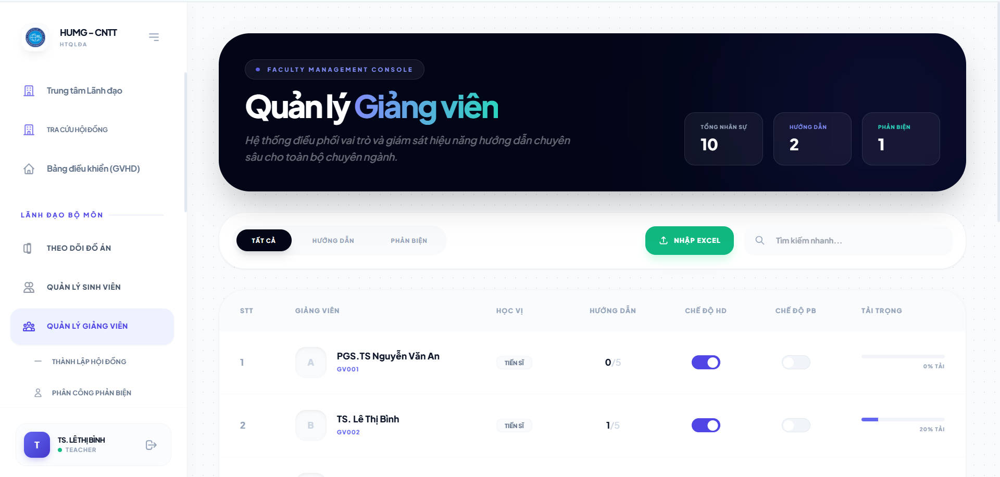 HUMG - CNTT
HTQLĐA
Trung tâm Lãnh đạo
TRA CỨU HỘI ĐỒNG
Bảng điều khiển (GVHD)
LÃNH ĐẠO BỘ MÔN
THEO DÕI ĐỒ ÁN
QUẢN LÝ SINH VIÊN
QUẢN LÝ GIẢNG VIÊN
THÀNH LẬP HỘI ĐỒNG
PHÂN CÔNG PHẢN BIỆN
T
TS. LÊ THỊ BÌNH
TEACHER
FACULTY MANAGEMENT CONSOLE
Quản lý Giảng viên
Hệ thống điều phối vai trò và giám sát hiệu năng hướng dẫn chuyên
sâu cho toàn bộ chuyên ngành.
TỔNG NHÂN SỰ
10
HƯỚNG DẪN
2
PHẢN BIỆN
1
TẤT CẢ
HƯỚNG DẪN
PHẢN BIỆN
NHẬP EXCEL
Tìm kiếm nhanh...
STT GIẢNG VIÊN HỌC VỊ HƯỚNG DẪN CHẾ ĐỘ HD CHẾ ĐỘ PB TẢI TRỌNG
1 A PGS.TS Nguyễn Văn An TIẾN SĨ 0/5
GV001 0% TẢI
2 B TS. Lê Thị Bình TIẾN SĨ 1/5
GV002 20% TẢI